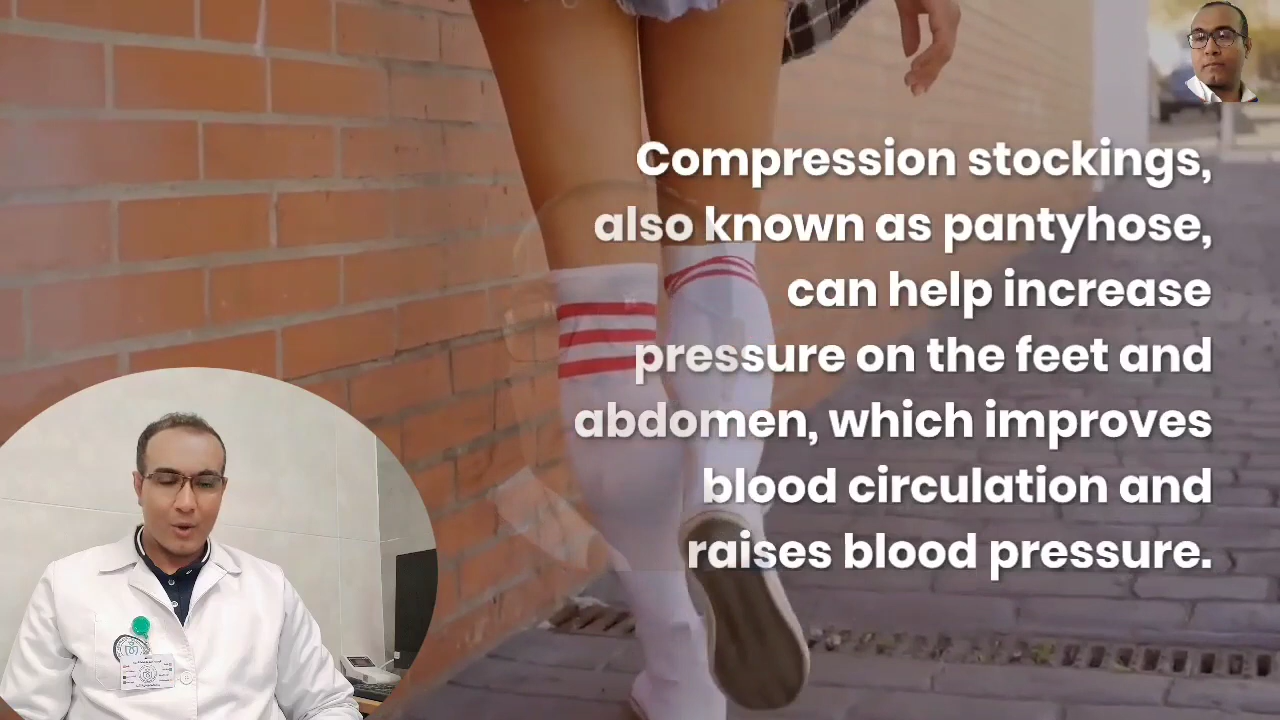 Compression stockings,
also known as pantyhose,
can help increase
pressure on the feet and
abdomen, which improves
blood circulation and
raises blood pressure.